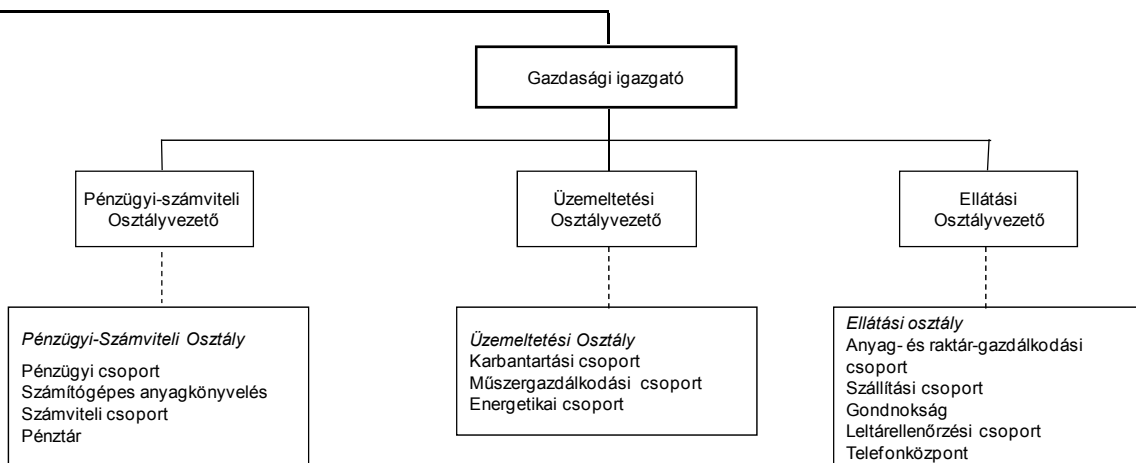 Gazdasági igazgató
Pénzügyi-számviteli
Osztályvezető
Üzemeltetési
Osztályvezető
Ellátási
Osztályvezető
Pénzügyi-Számviteli Osztály
Pénzügyi csoport
Számítógépes anyagkönyvelés
Számviteli csoport
Pénztár
Üzemeltetési Osztály
Karbantartási csoport
Műszergazdálkodási csoport
Energetikai csoport
Ellátási osztály
Anyag- és raktár-gazdálkodási
csoport
Szállítási csoport
Gondnokság
Leltárellenőrzési csoport
Telefonközpont